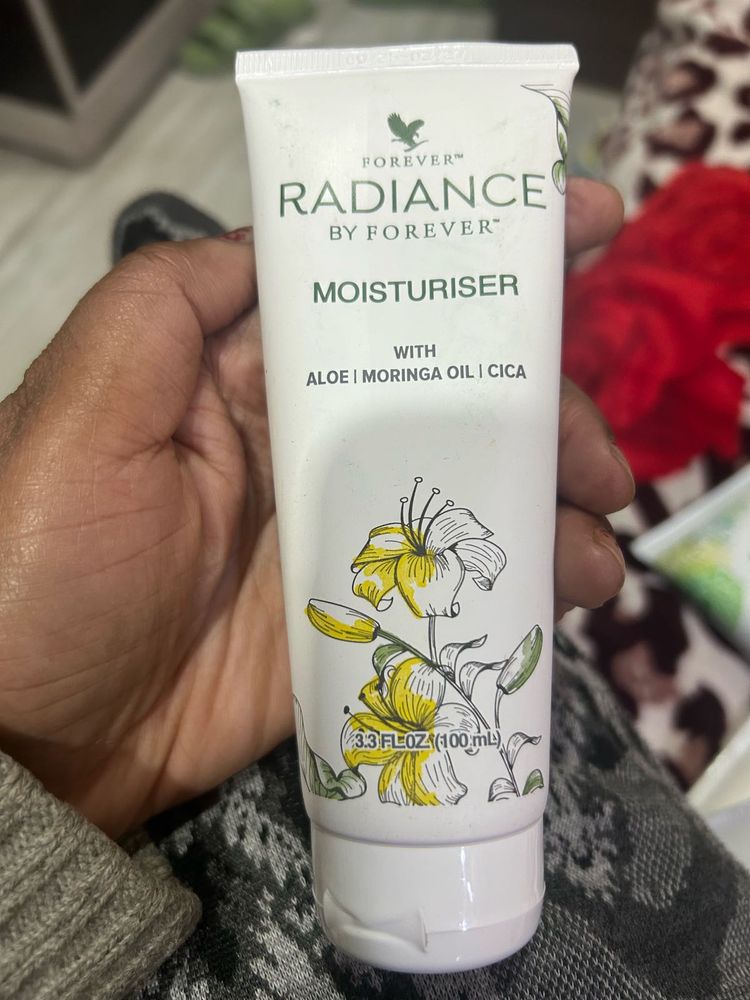 FOREVER™
RADIANCE
BY FOREVER™
MOISTURISER
WITH
ALOE | MORINGA OIL | CICA
3.3 FL.OZ. (100 mL)